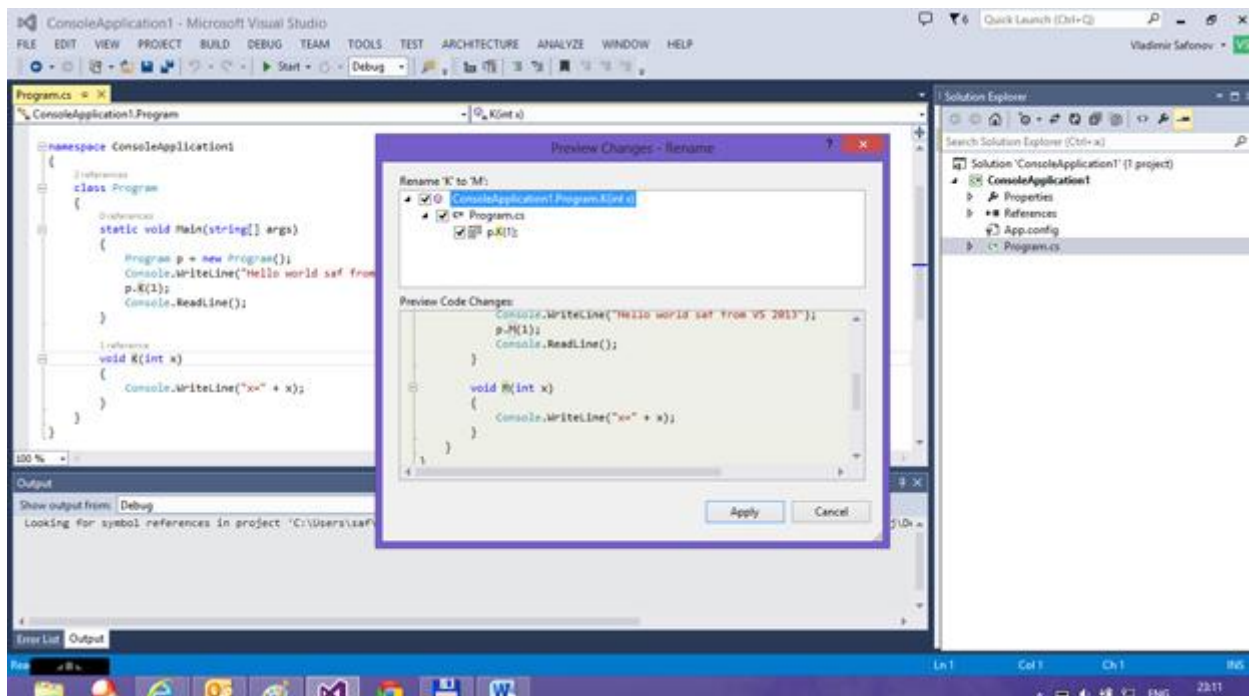 ConsoleApplication1 - Microsoft Visual Studio
Quick Launch (Ctrl+Q)
FILE EDIT VIEW PROJECT BUILD DEBUG TEAM TOOLS TEST ARCHITECTURE ANALYZE WINDOW HELP
Vladimir Safonov
VS
Start
Debug
Program.cs
ConsoleApplication1.Program
K(int x)
namespace ConsoleApplication1
{
2 references
class Program
{
0 references
static void Main(string[] args)
{
Program p = new Program();
Console.WriteLine("Hello world saf from
p.K(1);
Console.ReadLine();
}
1 reference
void K(int x)
{
Console.WriteLine("x=" + x);
}
}
}
100 %
Preview Changes - Rename
Rename 'K' to 'M':
ConsoleApplication1.Program.K(int x)
Program.cs
p.K(1);
Preview Code Changes:
Console.WriteLine("Hello world saf from VS 2013");
p.M(1);
Console.ReadLine();
}
void M(int x)
{
Console.WriteLine("x=" + x);
}
}
}
Apply
Cancel
Solution Explorer
Search Solution Explorer (Ctrl+ж)
Solution 'ConsoleApplication1' (1 project)
ConsoleApplication1
Properties
References
App.config
Program.cs
Output
Show output from: Debug
Looking for symbol references in project 'C:\Users\saf\
Error List Output
Ln 1 Col 1 Ch 1 INS
ENG 23:11